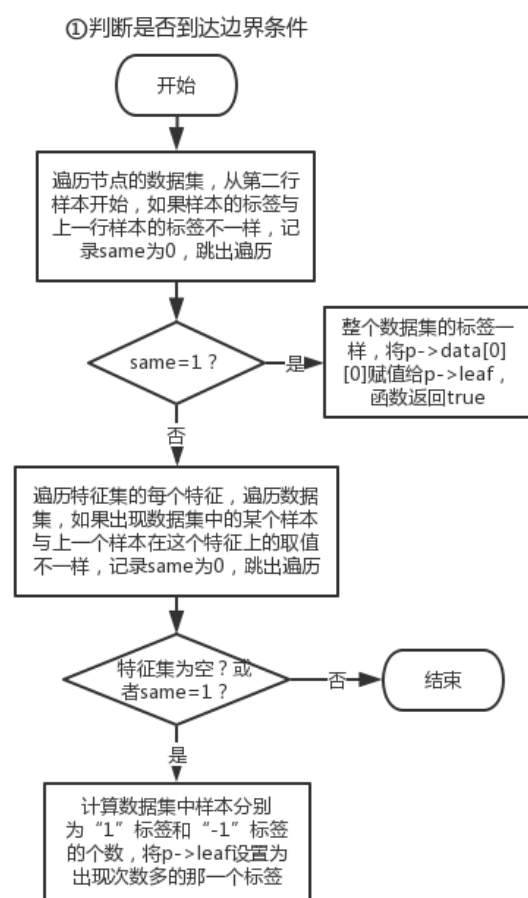 ①判断是否到达边界条件
开始
遍历节点的数据集，从第二行
样本开始，如果样本的标签与
上一行样本的标签不一样，记
录same为0，跳出遍历
same=1？
是
整个数据集的标签一
样，将p->data[0]
[0]赋值给p->leaf，
函数返回true
否
遍历特征集的每个特征，遍历数据
集，如果出现数据集中的某个样本
与上一个样本在这个特征上的取值
不一样，记录same为0，跳出遍历
特征集为空？或
者same=1？
否
结束
是
计算数据集中样本分别
为“1”标签和“-1”标签
的个数，将p->leaf设置为
出现次数多的那一个标签